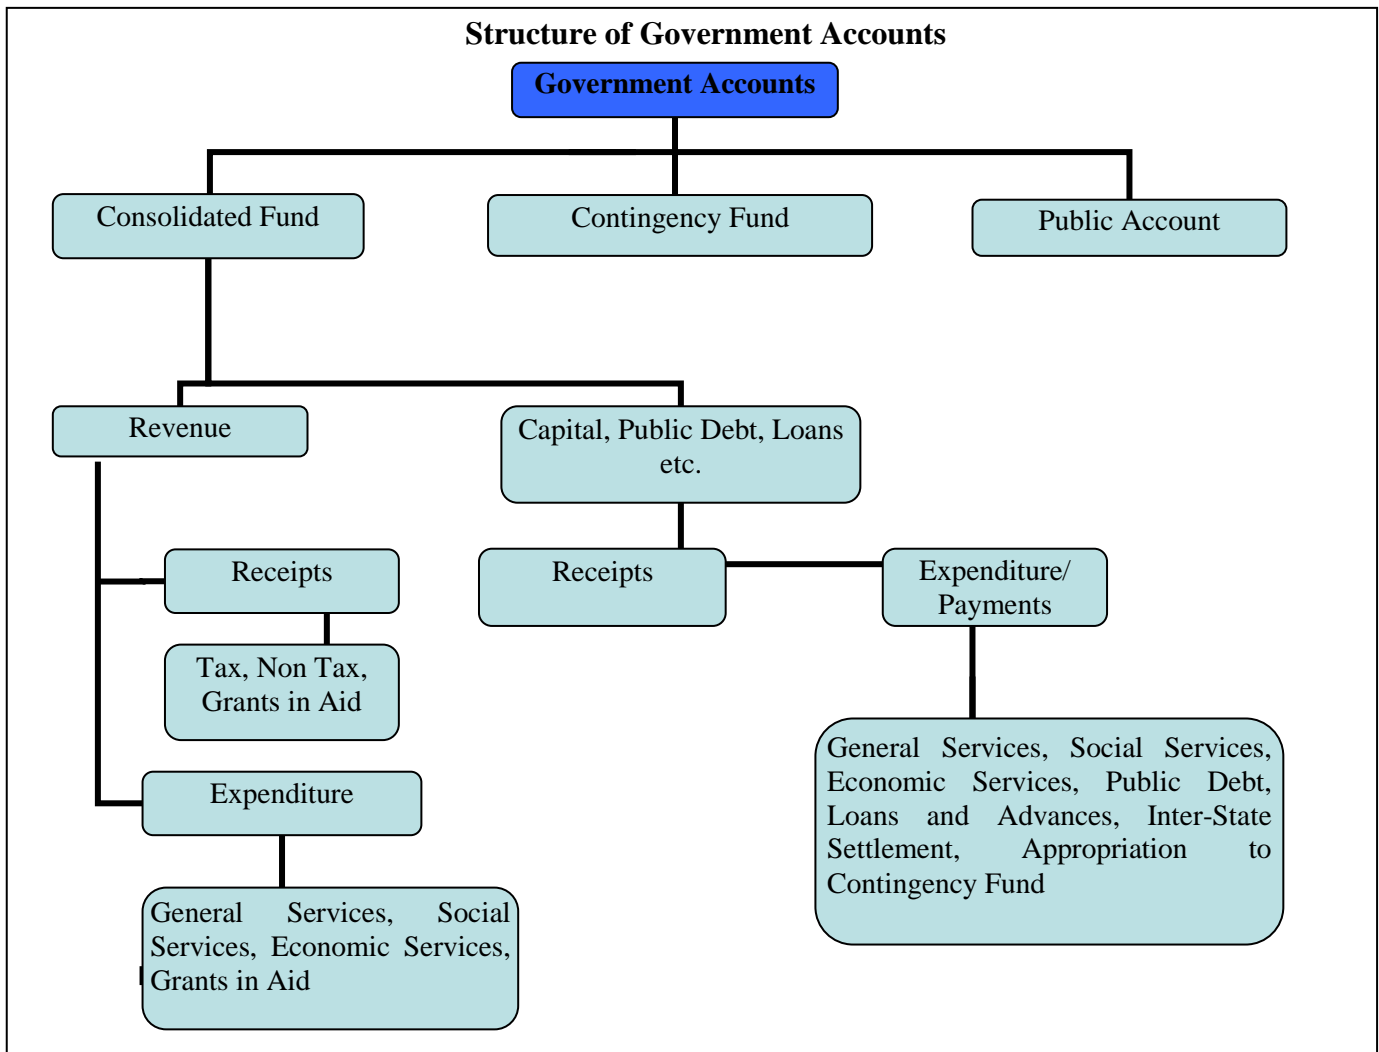 Structure of Government Accounts
Government Accounts
Consolidated Fund
Contingency Fund
Public Account
Revenue
Capital, Public Debt, Loans
etc.
Receipts
Receipts
Expenditure/
Payments
Tax, Non Tax,
Grants in Aid
General Services, Social Services,
Economic Services, Public Debt,
Loans and Advances, Inter-State
Settlement, Appropriation to
Contingency Fund
Expenditure
General Services, Social
Services, Economic Services,
Grants in Aid